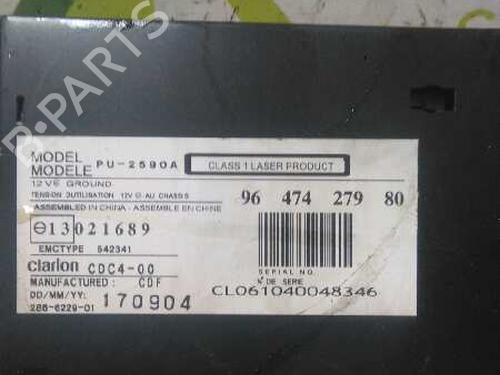 B-PARTS
MODEL
MODELE PU-2590A
CLASS 1 LASER PRODUCT
12V⊖ GROUND
TENSION D'UTILISATION 12V ⊖ AU CHASSIS
96 474 279 80
ASSEMBLED IN CHINA - ASSEMBLE EN CHINE
e13 021689
EMCTYPE 542341
clarion CDC4-00
MANUFACTURED: CDF
DD/MM/YY: 170904
286-6229-01
SERIAL NO.
N° DE SERIE
CL061040048346